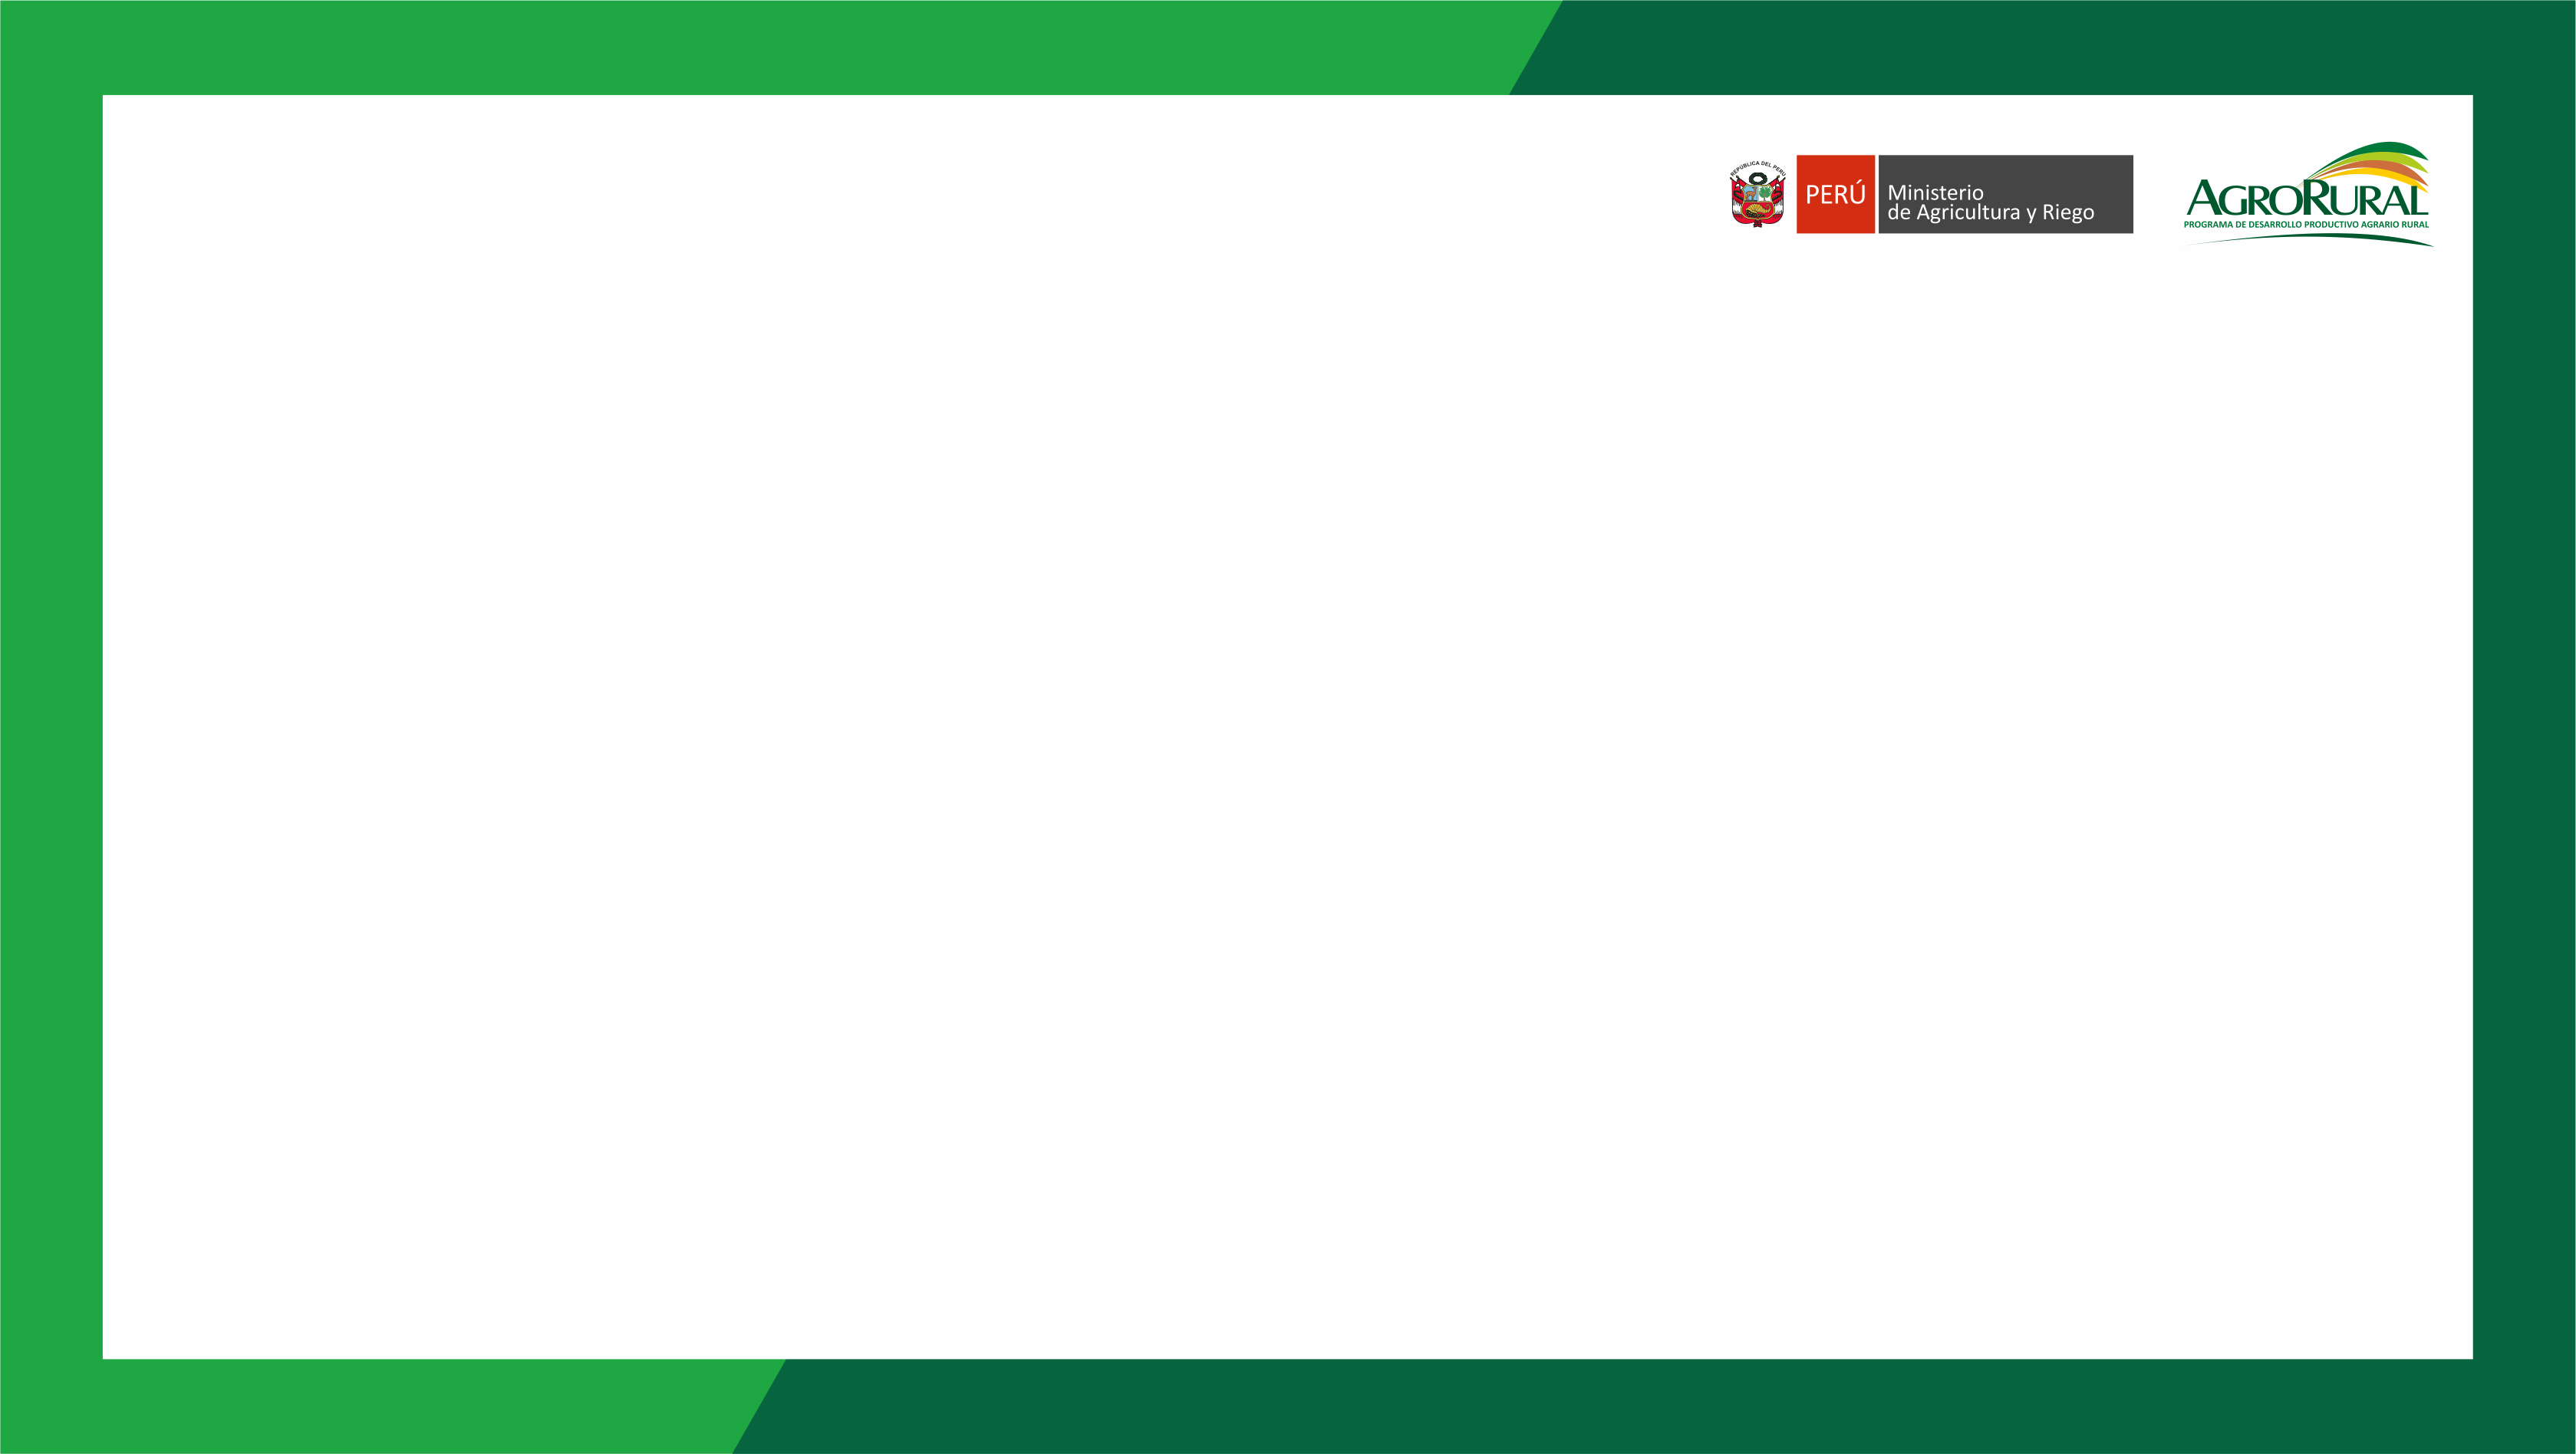 REPÚBLICA DEL PERÚ
PERÚ
Ministerio
de Agricultura y Riego
AGRORURAL
PROGRAMA DE DESARROLLO PRODUCTIVO AGRARIO RURAL